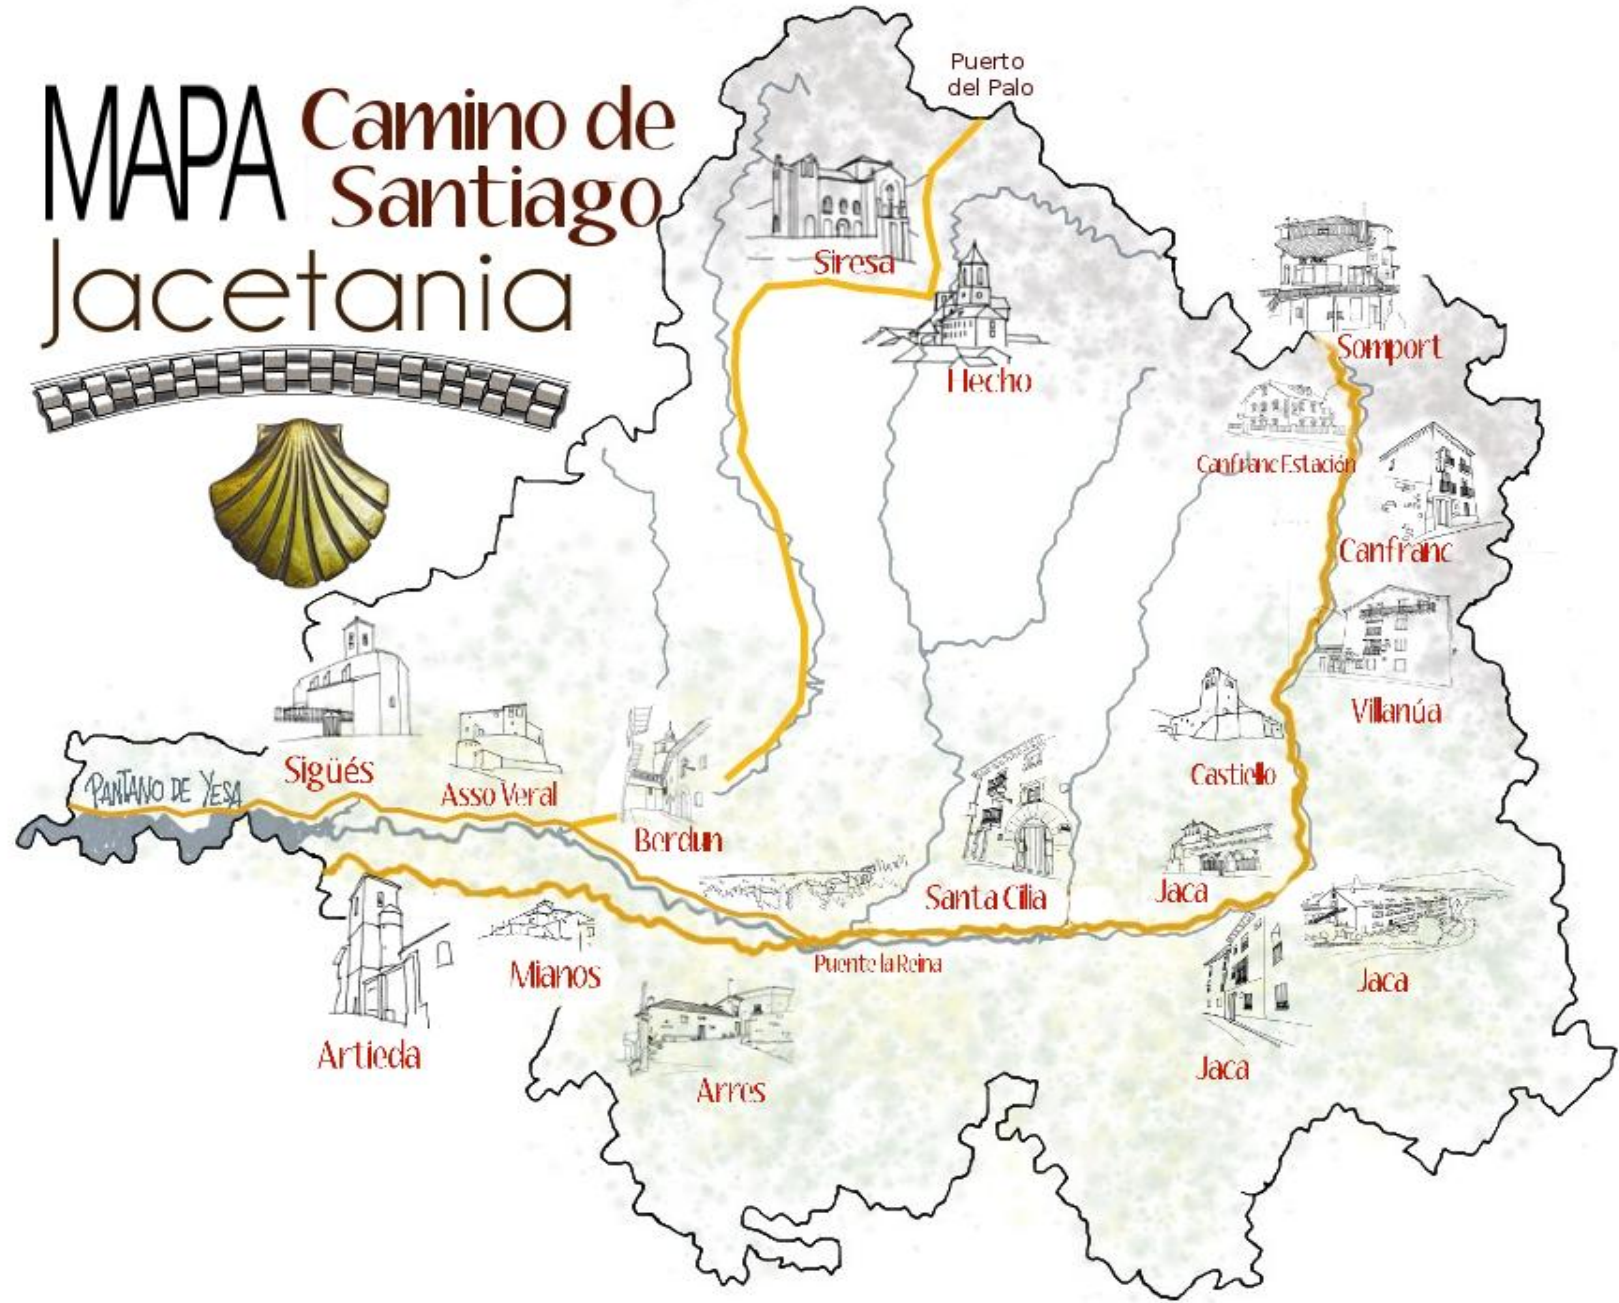 MAPA Camino de
Santiago
Jacetania
Puerto
del Palo
Siresa
Hecho
Somport
Canfranc Estación
Canfranc
Villanúa
Castiello
Sigüés
Asso Veral
PANTANO DE YESA
Berdun
Santa Cilia
Jaca
Puente la Reina
Mianos
Jaca
Artieda
Arres
Jaca